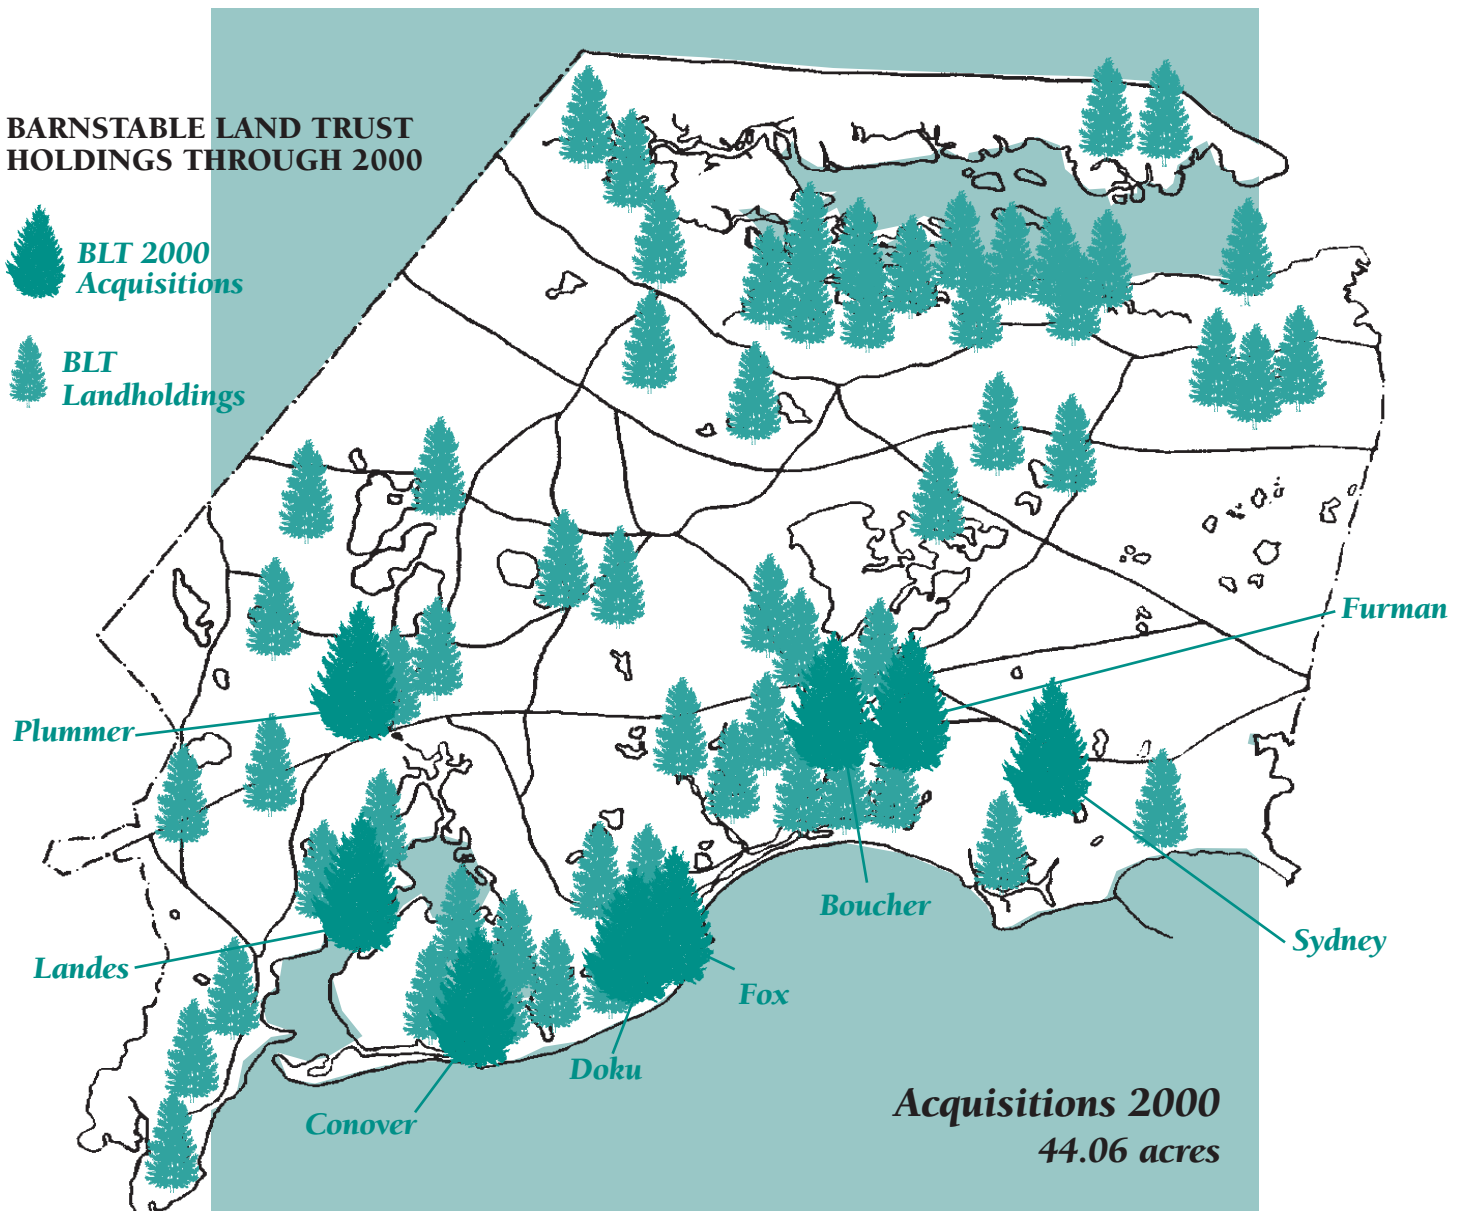 BARNSTABLE LAND TRUST
HOLDINGS THROUGH 2000
BLT 2000
Acquisitions
BLT
Landholdings
Furman
Plummer
Boucher
Sydney
Landes
Fox
Doku
Conover
Acquisitions 2000
44.06 acres